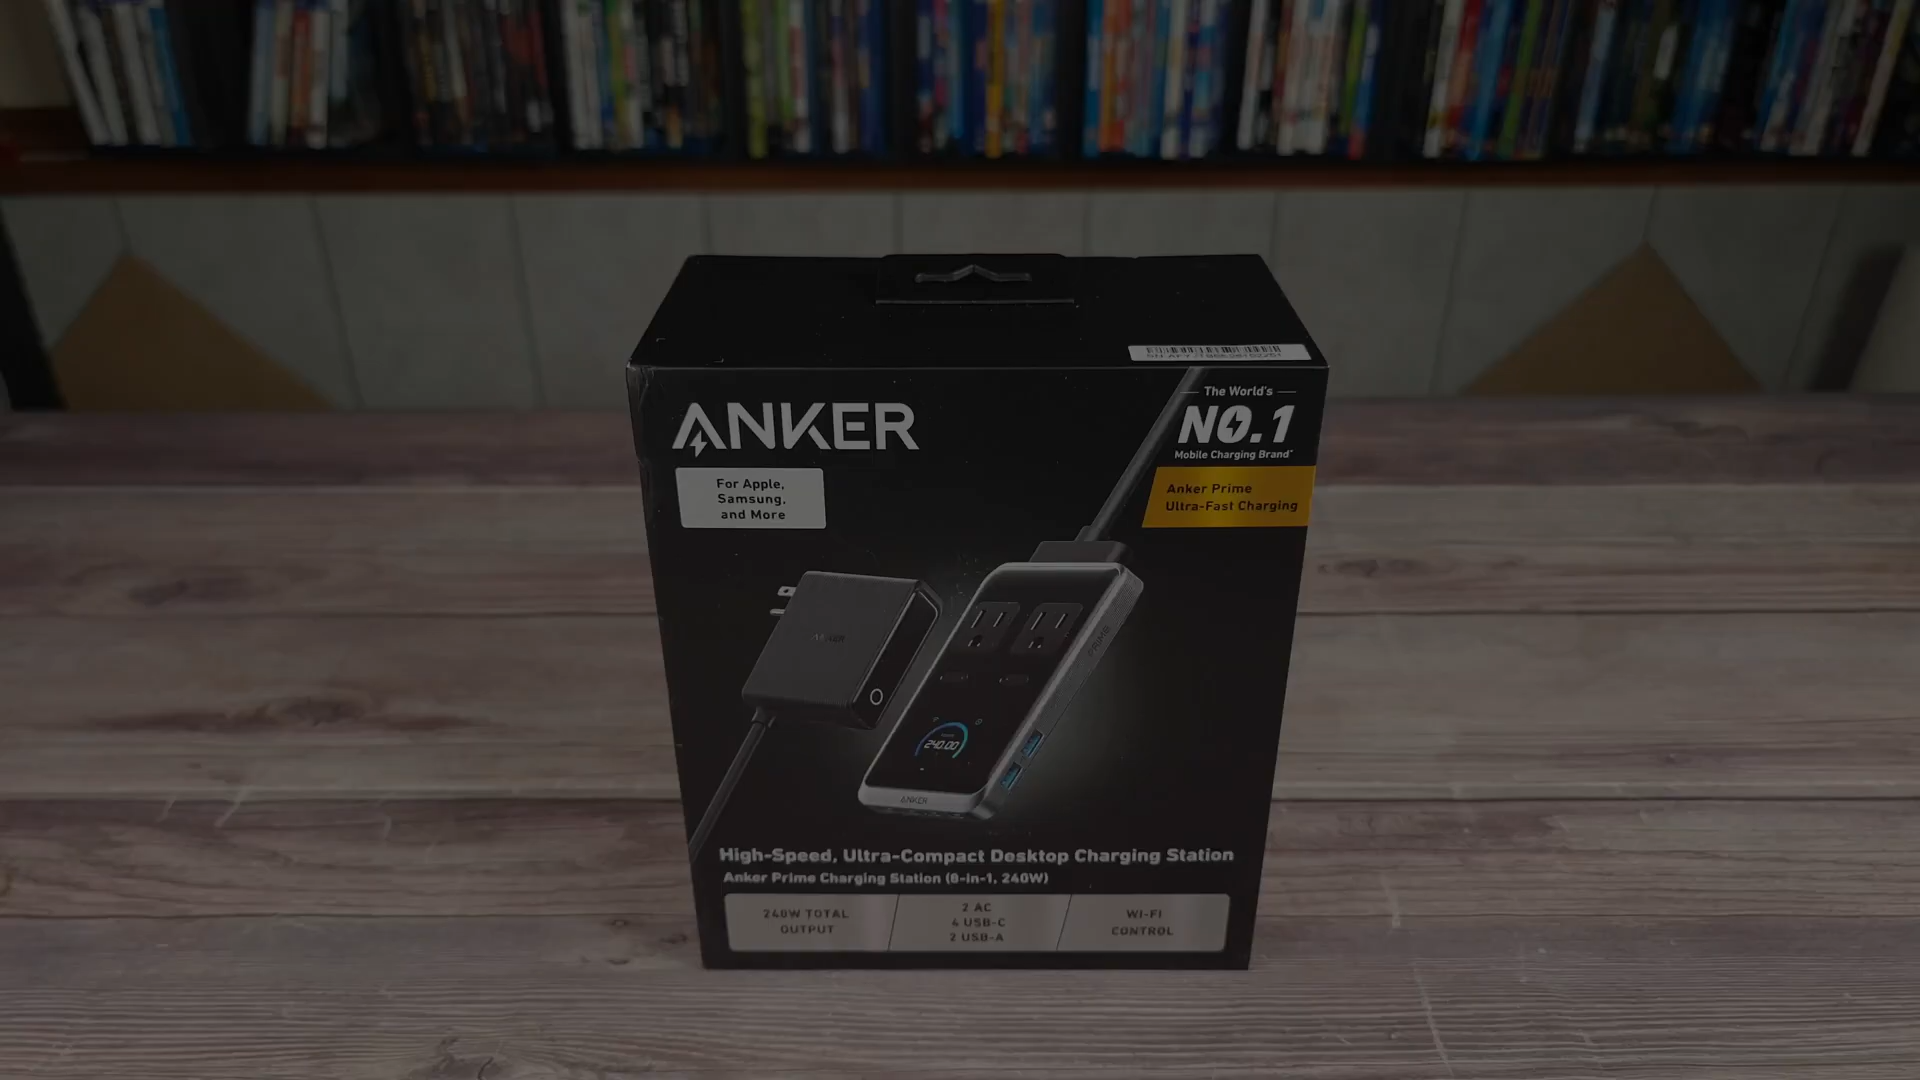 ANKER
For Apple,
Samsung,
and More
The World's
NO.1
Mobile Charging Brand
Anker Prime
Ultra-Fast Charging
ANKER
240.00
ANKER
High-Speed, Ultra-Compact Desktop Charging Station
Anker Prime Charging Station (8-in-1, 240W)
240W TOTAL
OUTPUT
2 AC
4 USB-C
2 USB-A
WI-FI
CONTROL